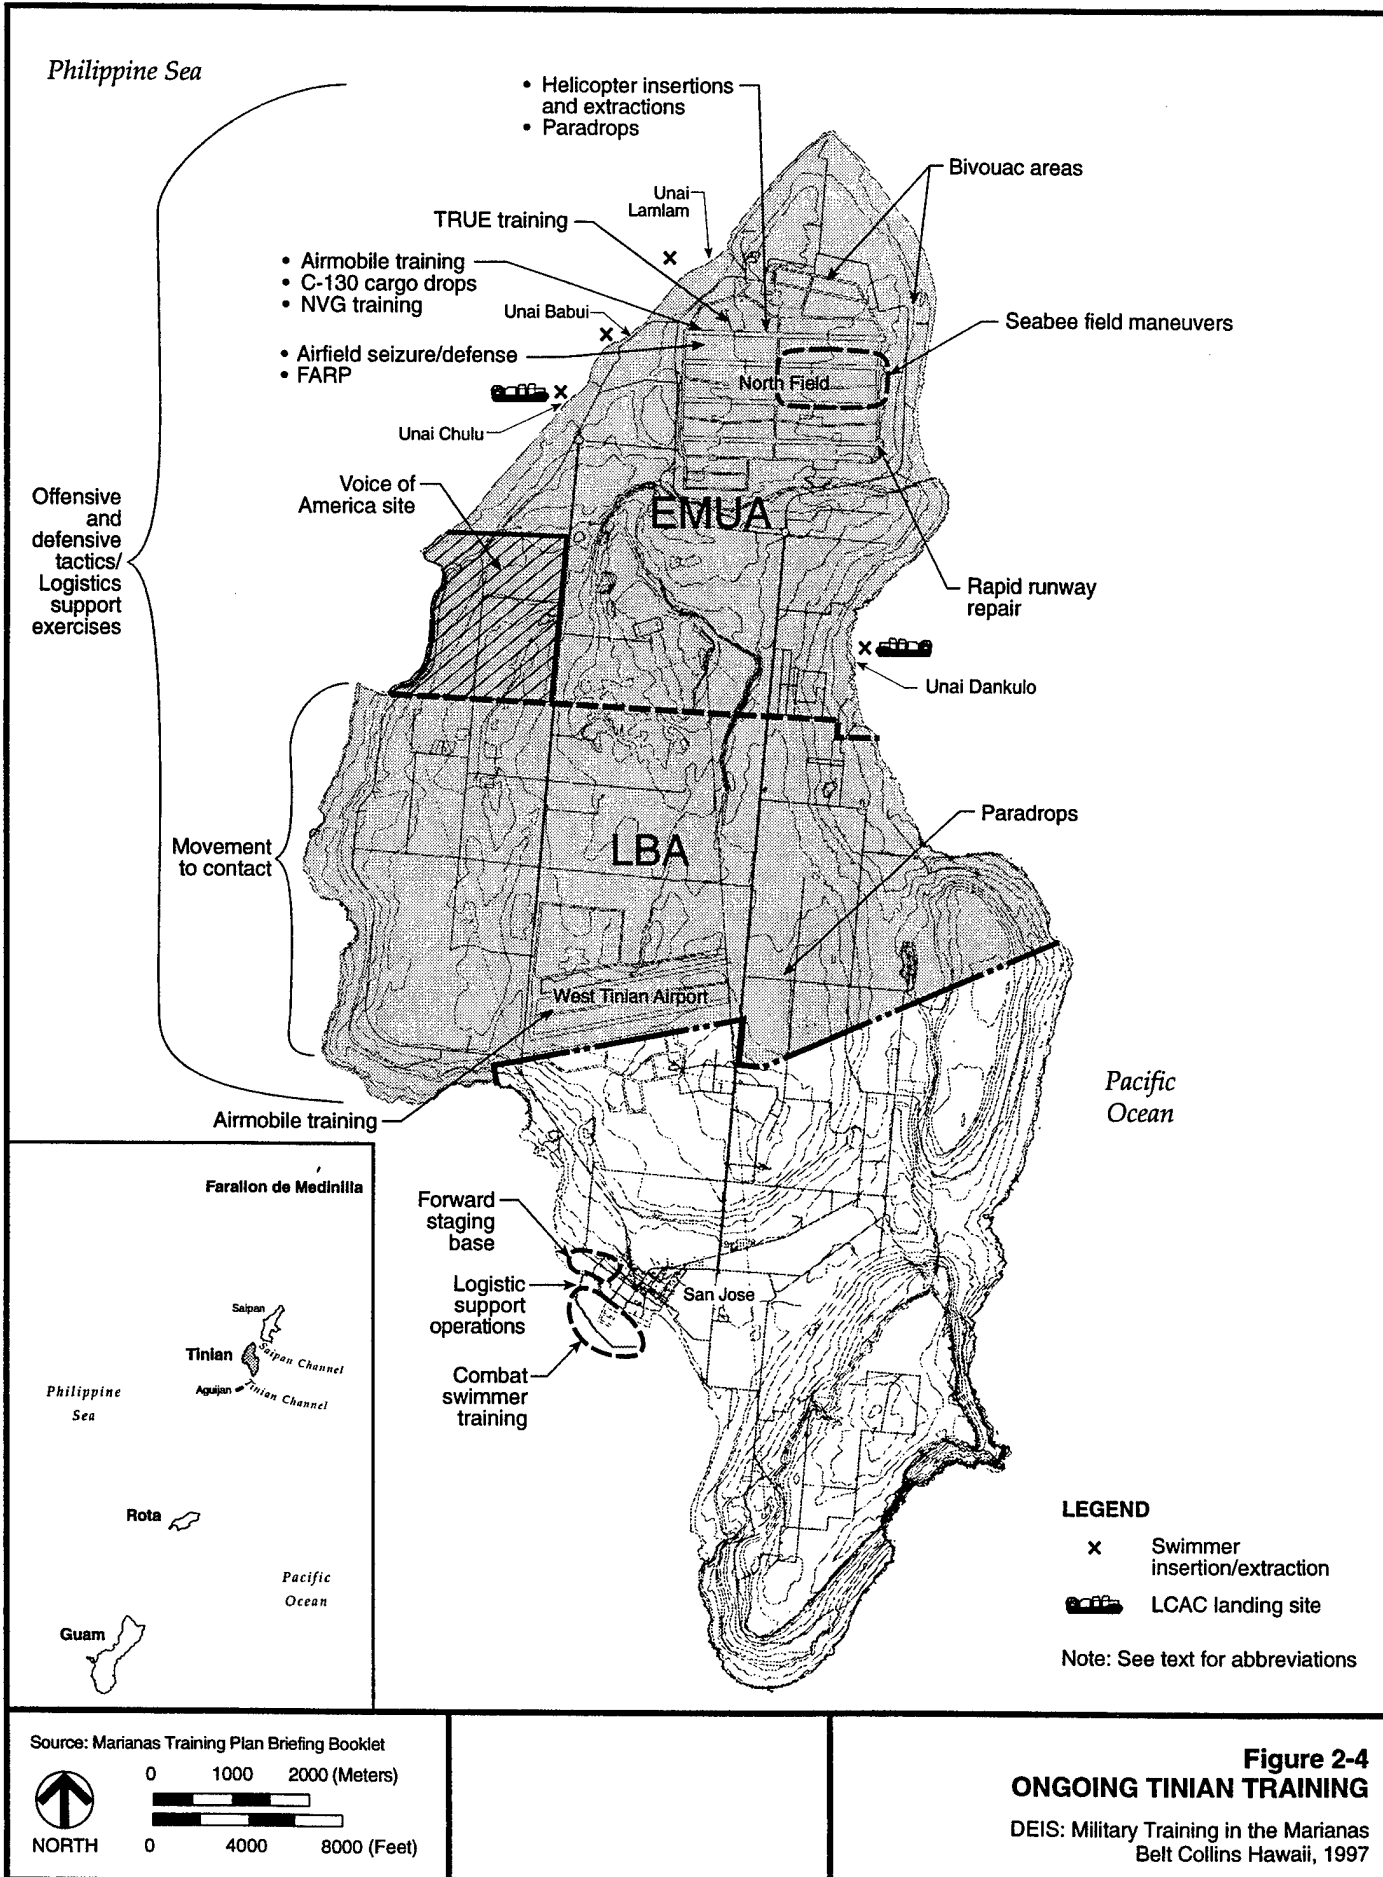 Philippine Sea
• Helicopter insertions
and extractions
• Paradrops
Bivouac areas
Unai
Lamlam
TRUE training
• Airmobile training
• C-130 cargo drops
• NVG training
Unai Babui
Seabee field maneuvers
• Airfield seizure/defense
• FARP
North Field
Unai Chulu
Voice of
America site
EMUA
Offensive
and
defensive
tactics/
Logistics
support
exercises
Rapid runway
repair
Unai Dankulo
Paradrops
Movement
to contact
LBA
West Tinian Airport
Pacific
Ocean
Airmobile training
Farallon de Medinilla
Saipan
Tinian
Saipan Channel
Aguijan
Tinian Channel
Philippine
Sea
Rota
Pacific
Ocean
Guam
Forward
staging
base
Logistic
support
operations
San Jose
Combat
swimmer
training
LEGEND
x Swimmer
insertion/extraction
LCAC landing site
Note: See text for abbreviations
Source: Marianas Training Plan Briefing Booklet
0 1000 2000 (Meters)
NORTH
0 4000 8000 (Feet)
Figure 2-4
ONGOING TINIAN TRAINING
DEIS: Military Training in the Marianas
Belt Collins Hawaii, 1997